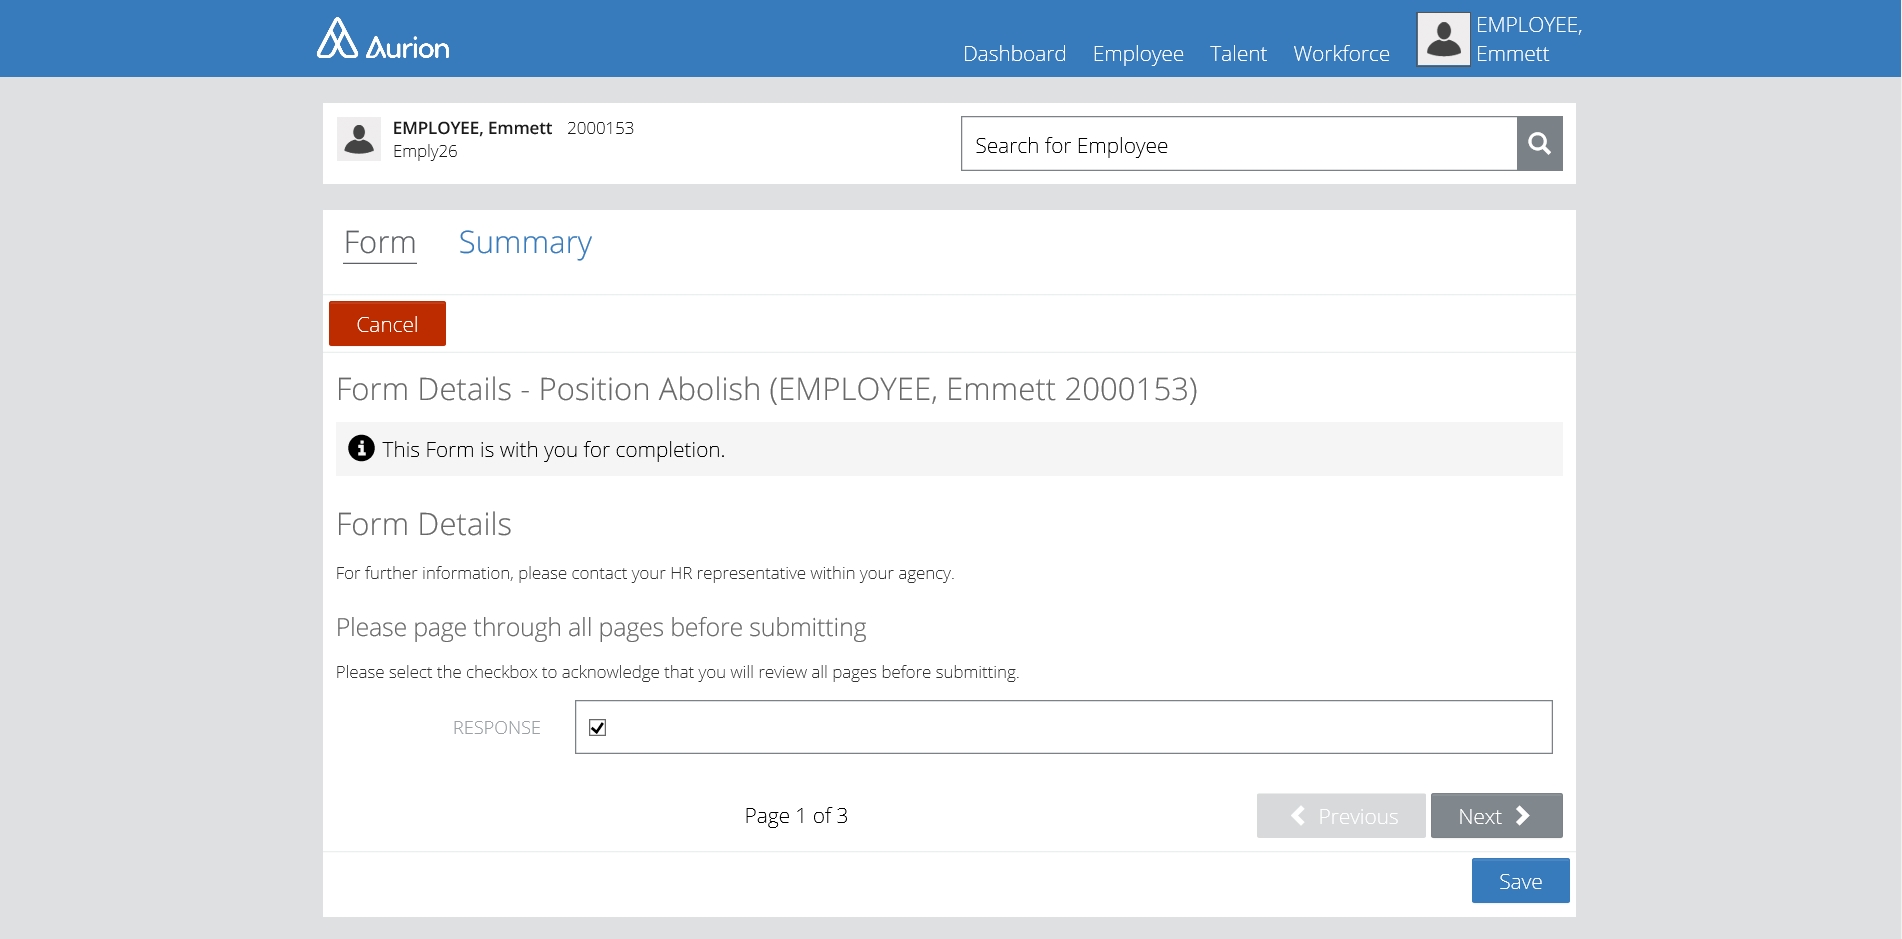 Aurion
Dashboard Employee Talent Workforce
EMPLOYEE,
Emmett
EMPLOYEE, Emmett 2000153
Emply26
Search for Employee
Form Summary
Cancel
Form Details - Position Abolish (EMPLOYEE, Emmett 2000153)
This Form is with you for completion.
Form Details
For further information, please contact your HR representative within your agency.
Please page through all pages before submitting
Please select the checkbox to acknowledge that you will review all pages before submitting.
RESPONSE
Page 1 of 3
Previous Next
Save